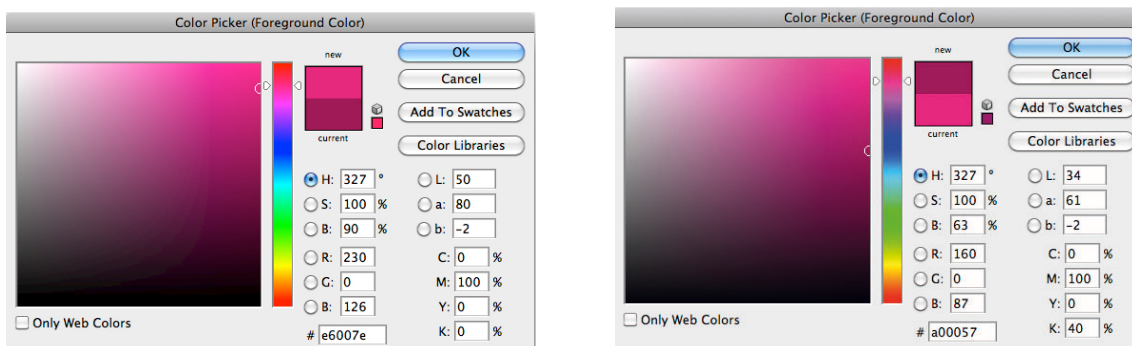 Color Picker (Foreground Color)
new
OK
Cancel
Add To Swatches
current
Color Libraries
H: 327 ° L: 50
S: 100 % a: 80
B: 90 % b: -2
R: 230 C: 0 %
G: 0 M: 100 %
B: 126 Y: 0 %
Only Web Colors
# e6007e K: 0 %
Color Picker (Foreground Color)
new
OK
Cancel
Add To Swatches
current
Color Libraries
H: 327 ° L: 34
S: 100 % a: 61
B: 63 % b: -2
R: 160 C: 0 %
G: 0 M: 100 %
B: 87 Y: 0 %
Only Web Colors
# a00057 K: 40 %